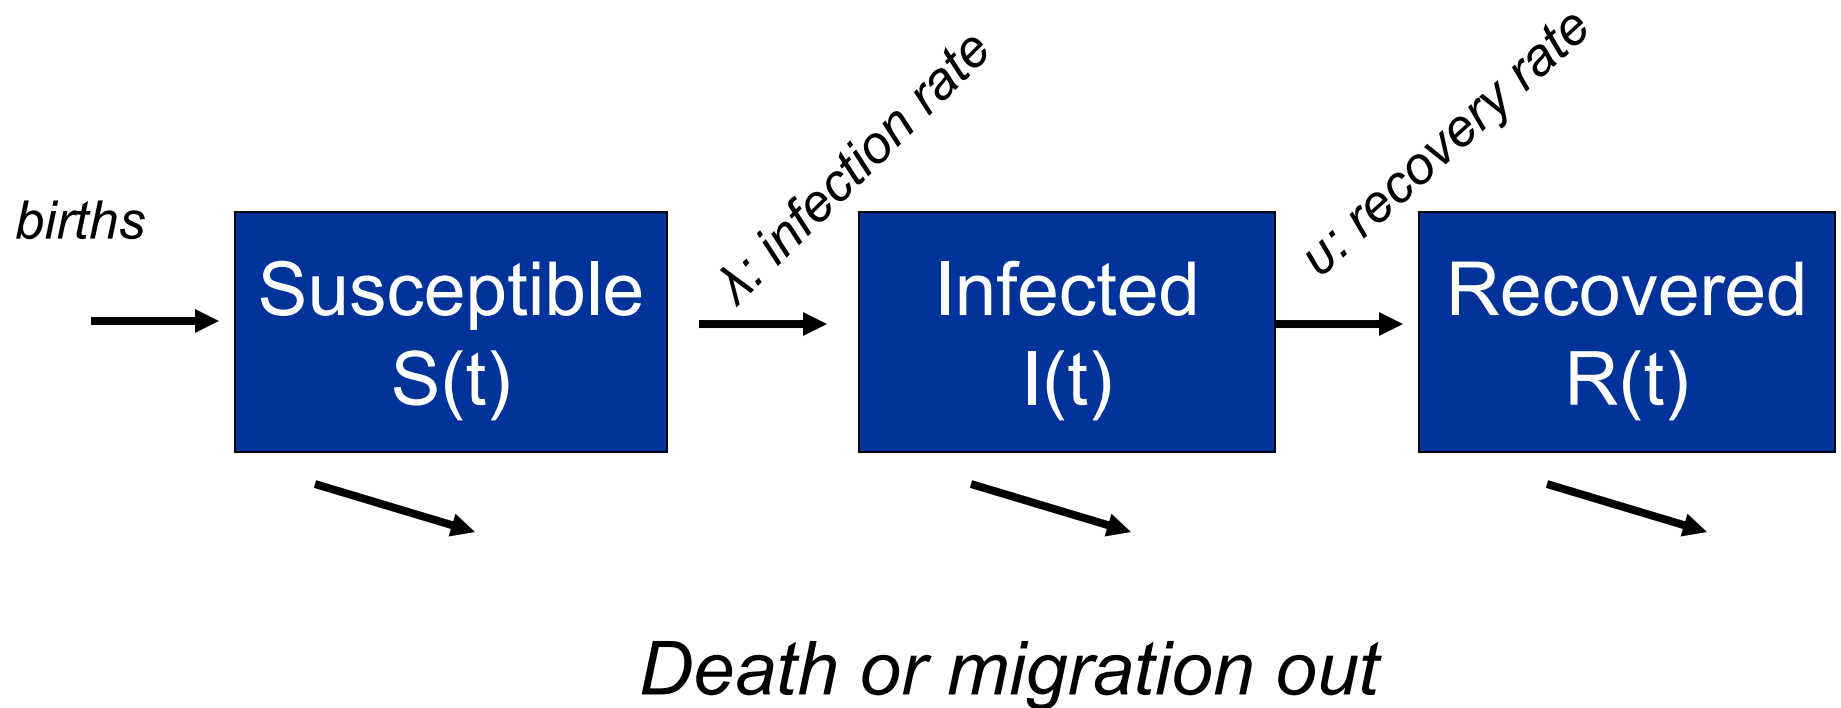 births
Susceptible
S(t)
λ: infection rate
Infected
I(t)
υ: recovery rate
Recovered
R(t)
Death or migration out